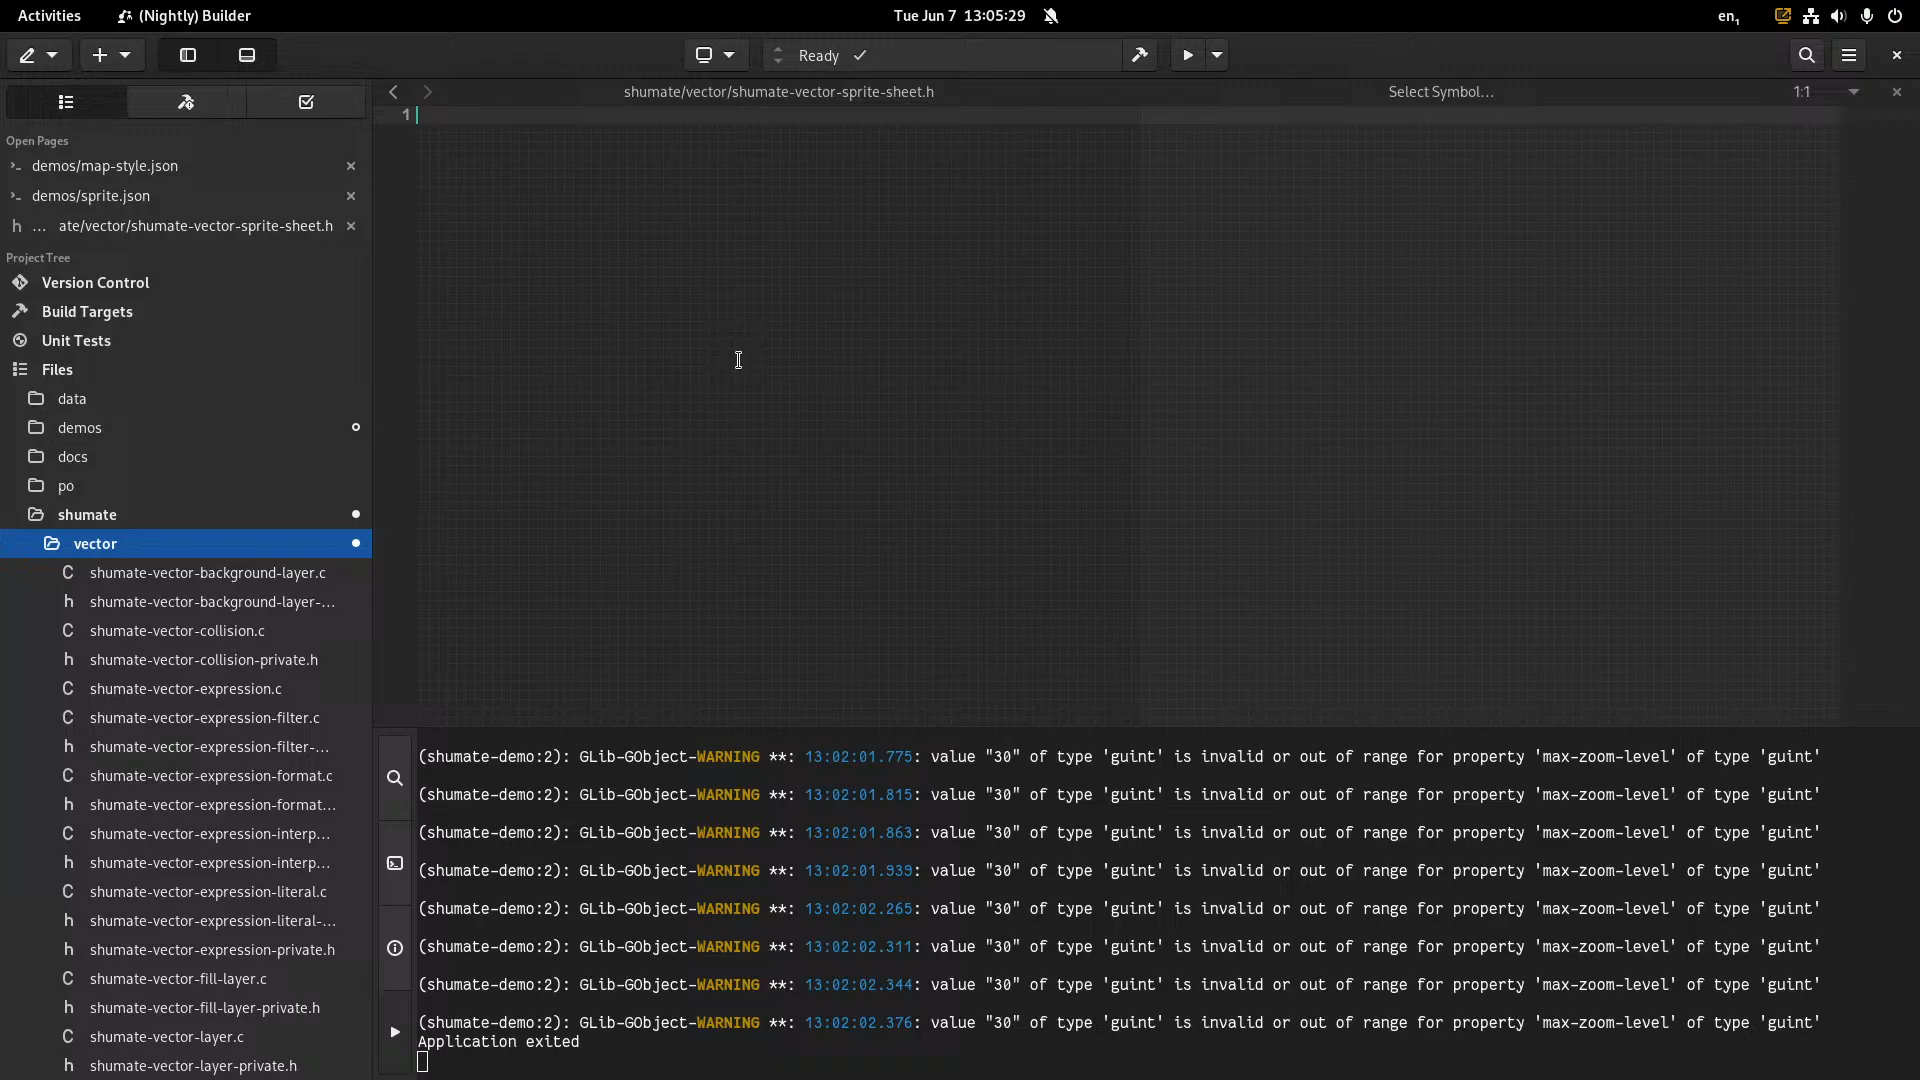 Activities
(Nightly) Builder
Tue Jun 7 13:05:29
en₁
Ready
shumate/vector/shumate-vector-sprite-sheet.h
Select Symbol…
1:1
1
Open Pages
demos/map-style.json
demos/sprite.json
h … ate/vector/shumate-vector-sprite-sheet.h
Project Tree
Version Control
Build Targets
Unit Tests
Files
data
demos
docs
po
shumate
vector
C shumate-vector-background-layer.c
h shumate-vector-background-layer-…
C shumate-vector-collision.c
h shumate-vector-collision-private.h
C shumate-vector-expression.c
C shumate-vector-expression-filter.c
h shumate-vector-expression-filter-…
C shumate-vector-expression-format.c
h shumate-vector-expression-format…
C shumate-vector-expression-interp…
h shumate-vector-expression-interp…
C shumate-vector-expression-literal.c
h shumate-vector-expression-literal-…
h shumate-vector-expression-private.h
C shumate-vector-fill-layer.c
h shumate-vector-fill-layer-private.h
C shumate-vector-layer.c
h shumate-vector-layer-private.h
(shumate-demo:2): GLib-GObject-WARNING **: 13:02:01.775: value "30" of type 'guint' is invalid or out of range for property 'max-zoom-level' of type 'guint'
(shumate-demo:2): GLib-GObject-WARNING **: 13:02:01.815: value "30" of type 'guint' is invalid or out of range for property 'max-zoom-level' of type 'guint'
(shumate-demo:2): GLib-GObject-WARNING **: 13:02:01.863: value "30" of type 'guint' is invalid or out of range for property 'max-zoom-level' of type 'guint'
(shumate-demo:2): GLib-GObject-WARNING **: 13:02:01.939: value "30" of type 'guint' is invalid or out of range for property 'max-zoom-level' of type 'guint'
(shumate-demo:2): GLib-GObject-WARNING **: 13:02:02.265: value "30" of type 'guint' is invalid or out of range for property 'max-zoom-level' of type 'guint'
(shumate-demo:2): GLib-GObject-WARNING **: 13:02:02.311: value "30" of type 'guint' is invalid or out of range for property 'max-zoom-level' of type 'guint'
(shumate-demo:2): GLib-GObject-WARNING **: 13:02:02.344: value "30" of type 'guint' is invalid or out of range for property 'max-zoom-level' of type 'guint'
(shumate-demo:2): GLib-GObject-WARNING **: 13:02:02.376: value "30" of type 'guint' is invalid or out of range for property 'max-zoom-level' of type 'guint'
Application exited